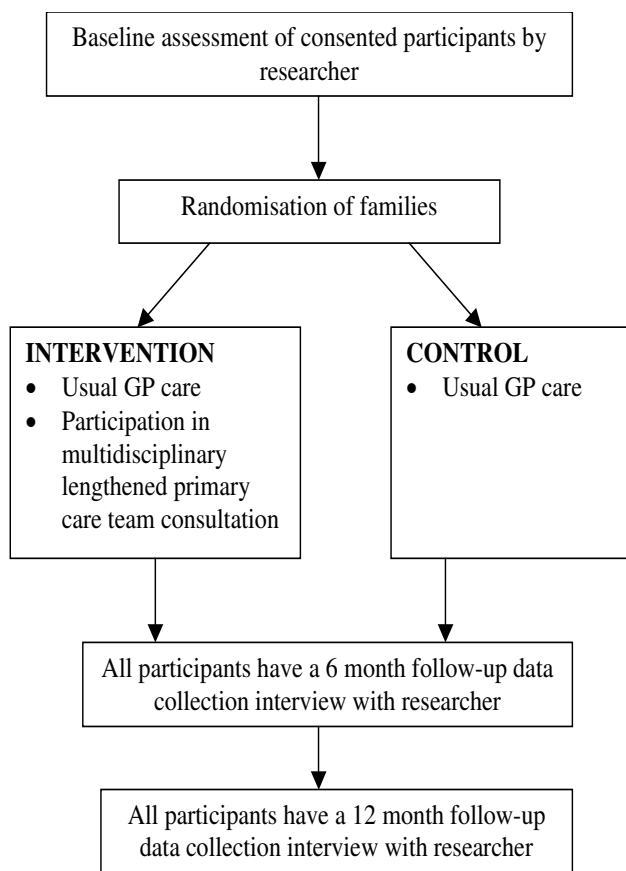 Baseline assessment of consented participants by
researcher
Randomisation of families
INTERVENTION
• Usual GP care
• Participation in
multidisciplinary
lengthened primary
care team consultation
CONTROL
• Usual GP care
All participants have a 6 month follow-up data
collection interview with researcher
All participants have a 12 month follow-up
data collection interview with researcher